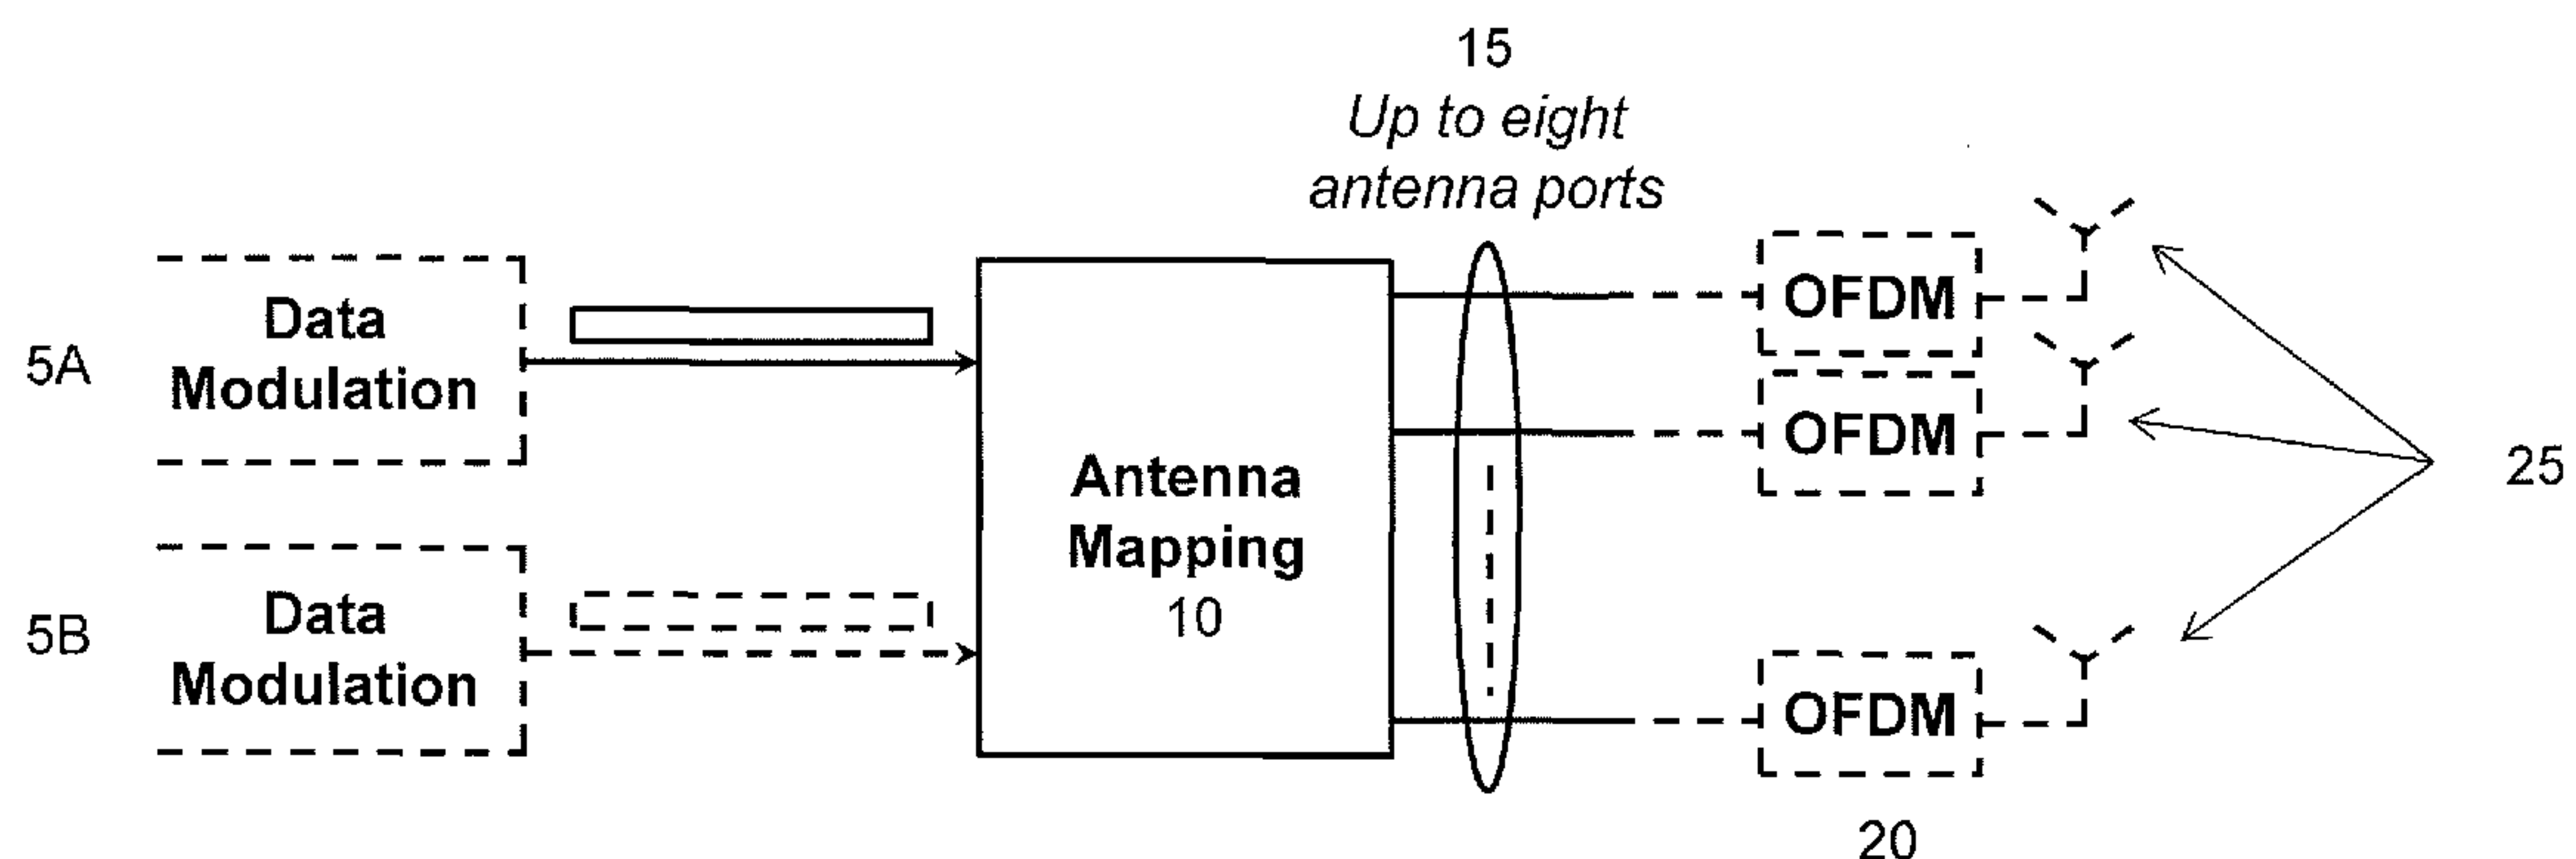 15
Up to eight
antenna ports
5A
Data
Modulation
OFDM
OFDM
25
Antenna
Mapping
10
5B
Data
Modulation
OFDM
20